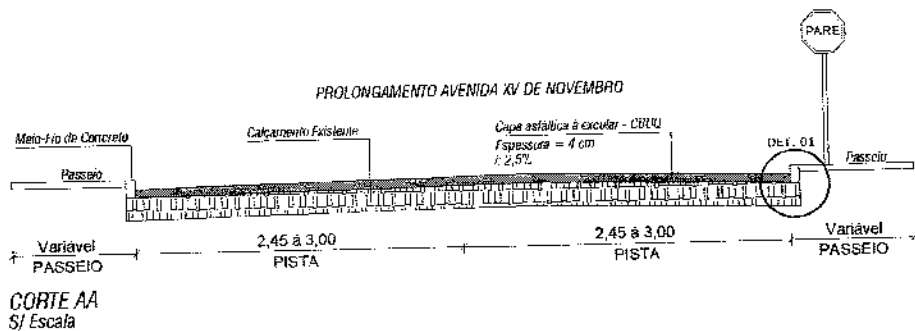 PARE
PROLONGAMENTO AVENIDA XV DE NOVEMBRO
Meio-Fio de Concreto
Calçamento Existente
Capa asfáltica à excutar - CBUQ
Espessura = 4 cm
i: 2,5%
DET. 01
Passeio
Passeio
Variável
PASSEIO
2,45 à 3,00
PISTA
2,45 à 3,00
PISTA
Variável
PASSEIO
CORTE AA
S/ Escala